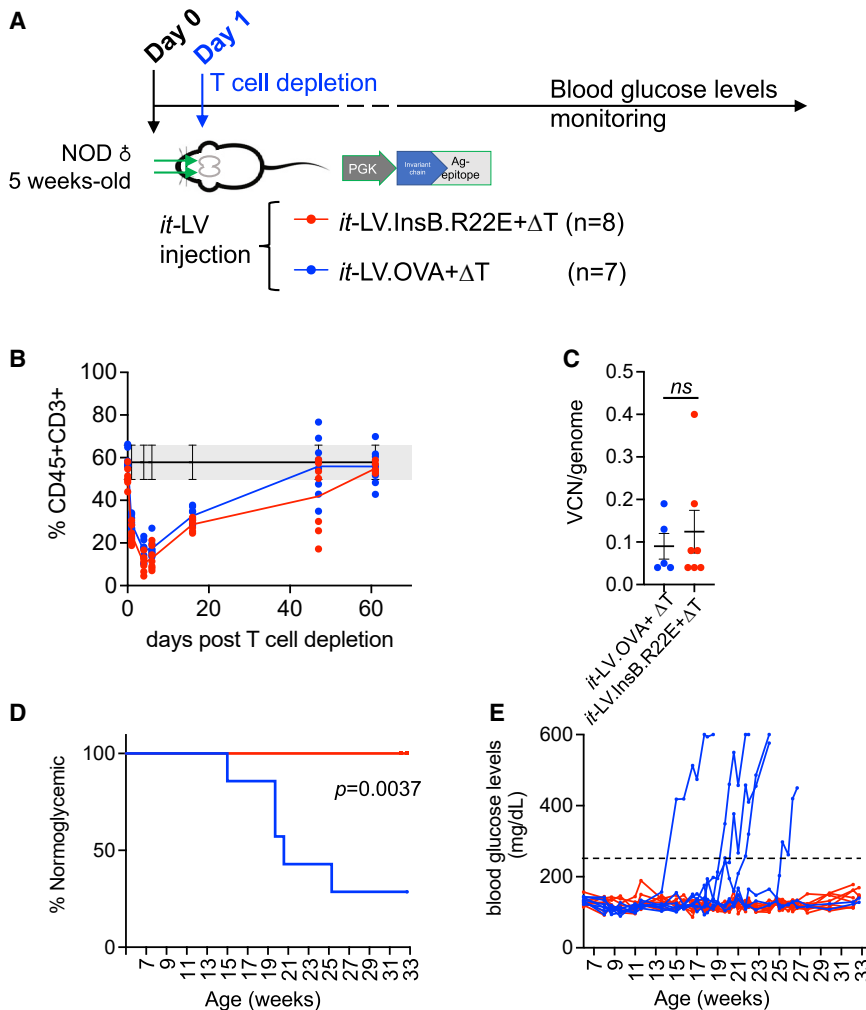 A
Day 0
Day 1
T cell depletion
Blood glucose levels
monitoring
NOD ♂
5 weeks-old
PGK
Invariant
chain
Ag-
epitope
it-LV
injection
it-LV.InsB.R22E+ΔT (n=8)
it-LV.OVA+ΔT (n=7)
B
% CD45+CD3+
100
80
60
40
20
0
0 20 40 60
days post T cell depletion
C
VCN/genome
0.5
0.4
0.3
0.2
0.1
0.0
ns
it-LV.OVA+ ΔT
it-LV.InsB.R22E+ΔT
D
% Normoglycemic
100
50
0
p=0.0037
7 9 11 13 15 17 19 21 23 25 27 29 31 33
Age (weeks)
E
blood glucose levels
(mg/dL)
600
400
200
0
7 9 11 13 15 17 19 21 23 25 27 29 31 33
Age (weeks)